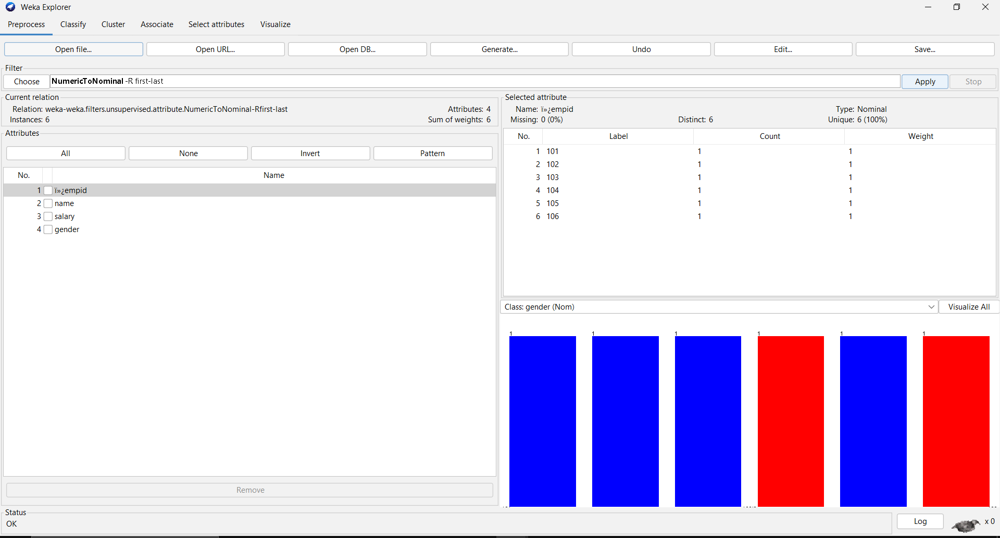 Weka Explorer
Preprocess Classify Cluster Associate Select attributes Visualize
Open file... Open URL... Open DB... Generate... Undo Edit... Save...
Filter
Choose NumericToNominal -R first-last Apply Stop
Current relation
Relation: weka-weka.filters.unsupervised.attribute.NumericToNominal-Rfirst-last Attributes: 4
Instances: 6 Sum of weights: 6
Attributes
All None Invert Pattern
No. Name
1 ï»¿empid
2 name
3 salary
4 gender
Remove
Selected attribute
Name: ï»¿empid Type: Nominal
Missing: 0 (0%) Distinct: 6 Unique: 6 (100%)
No. Label Count Weight
1 101 1 1
2 102 1 1
3 103 1 1
4 104 1 1
5 105 1 1
6 106 1 1
Class: gender (Nom) Visualize All
1 1 1 1 1 1
Status
OK
Log x 0